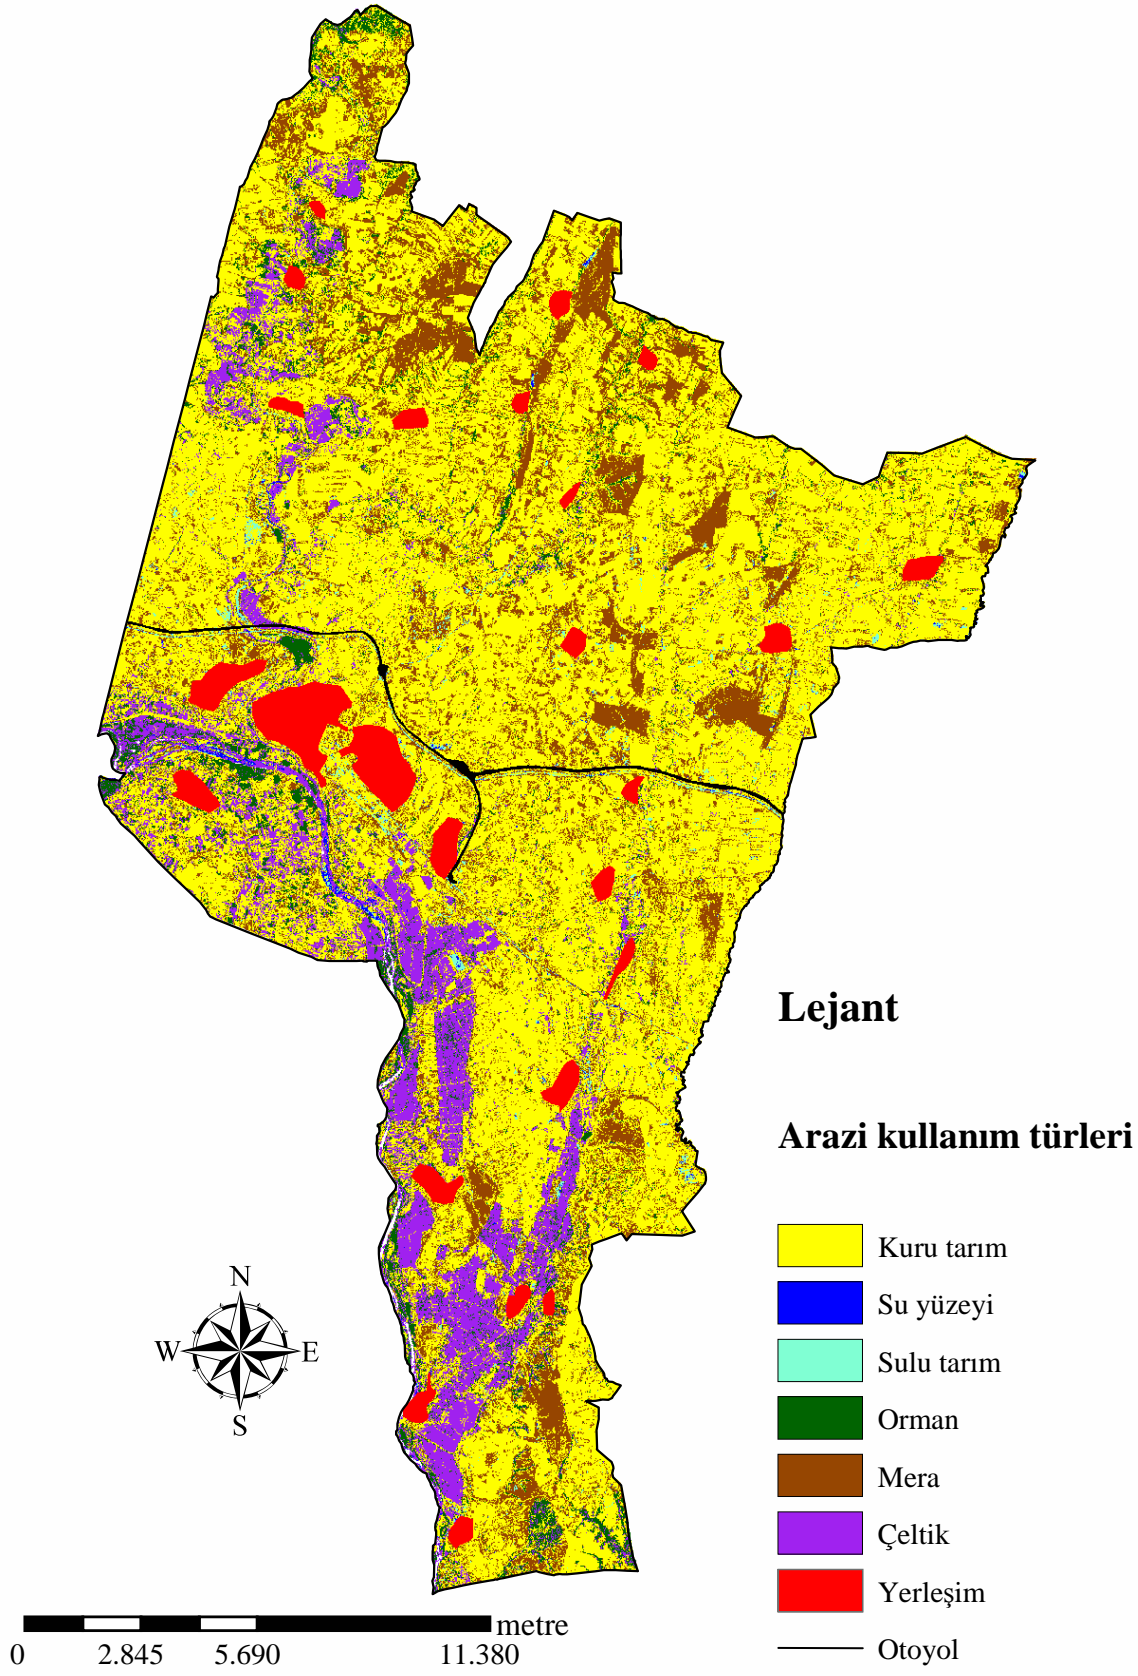 Lejant
Arazi kullanım türleri
Kuru tarım
Su yüzeyi
Sulu tarım
Orman
Mera
Çeltik
Yerleşim
Otoyol
N
W E
S
metre
0 2.845 5.690 11.380